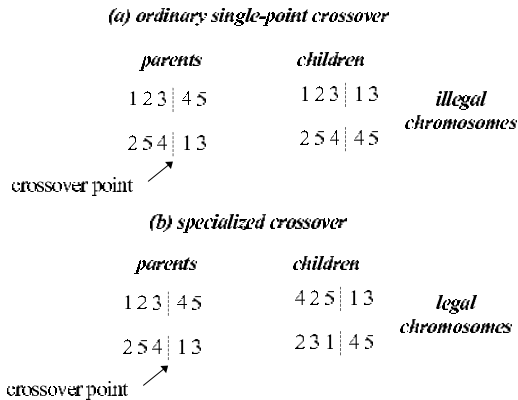 (a) ordinary single-point crossover
parents children
1 2 3 4 5 1 2 3 1 3 illegal
chromosomes
2 5 4 1 3 2 5 4 4 5
crossover point
(b) specialized crossover
parents children
1 2 3 4 5 4 2 5 1 3 legal
chromosomes
2 5 4 1 3 2 3 1 4 5
crossover point